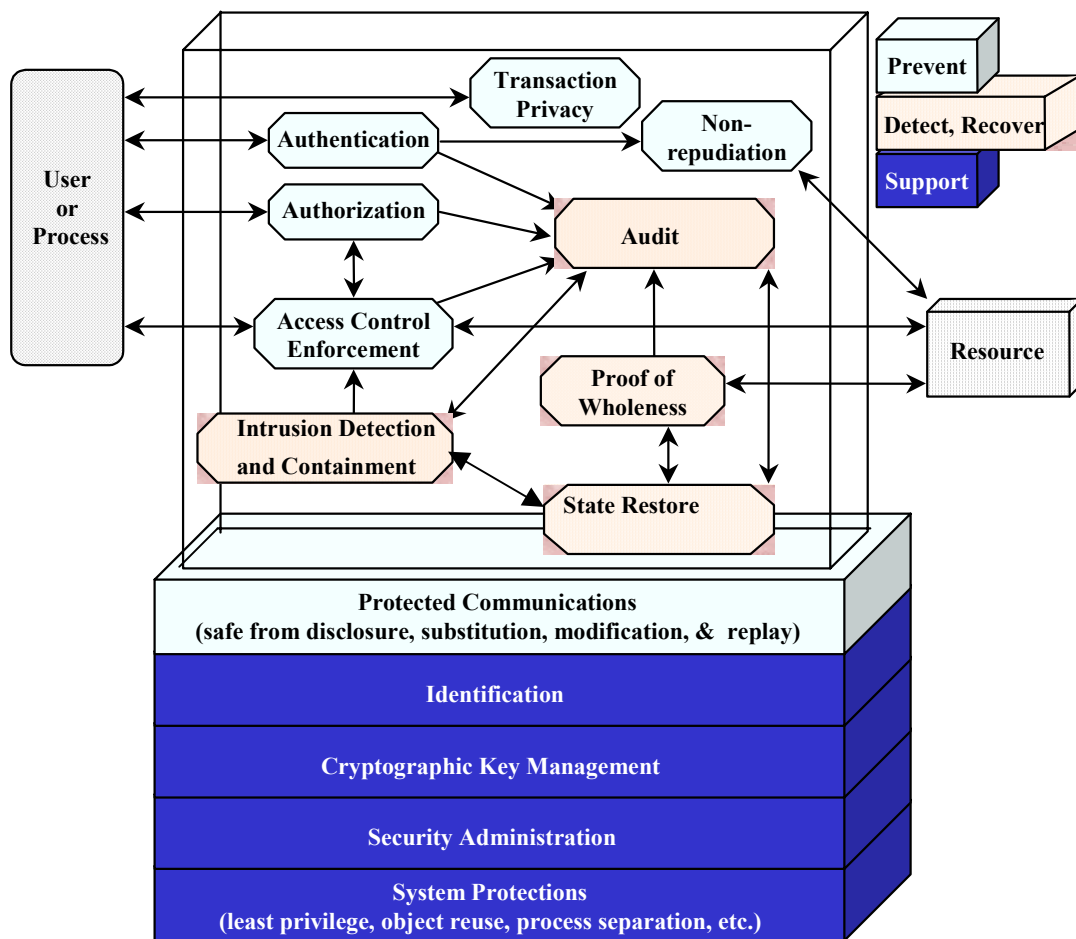 Prevent
Detect, Recover
Support
User
or
Process
Transaction
Privacy
Authentication
Non-
repudiation
Authorization
Audit
Access Control
Enforcement
Resource
Proof of
Wholeness
Intrusion Detection
and Containment
State Restore
Protected Communications
(safe from disclosure, substitution, modification, & replay)
Identification
Cryptographic Key Management
Security Administration
System Protections
(least privilege, object reuse, process separation, etc.)